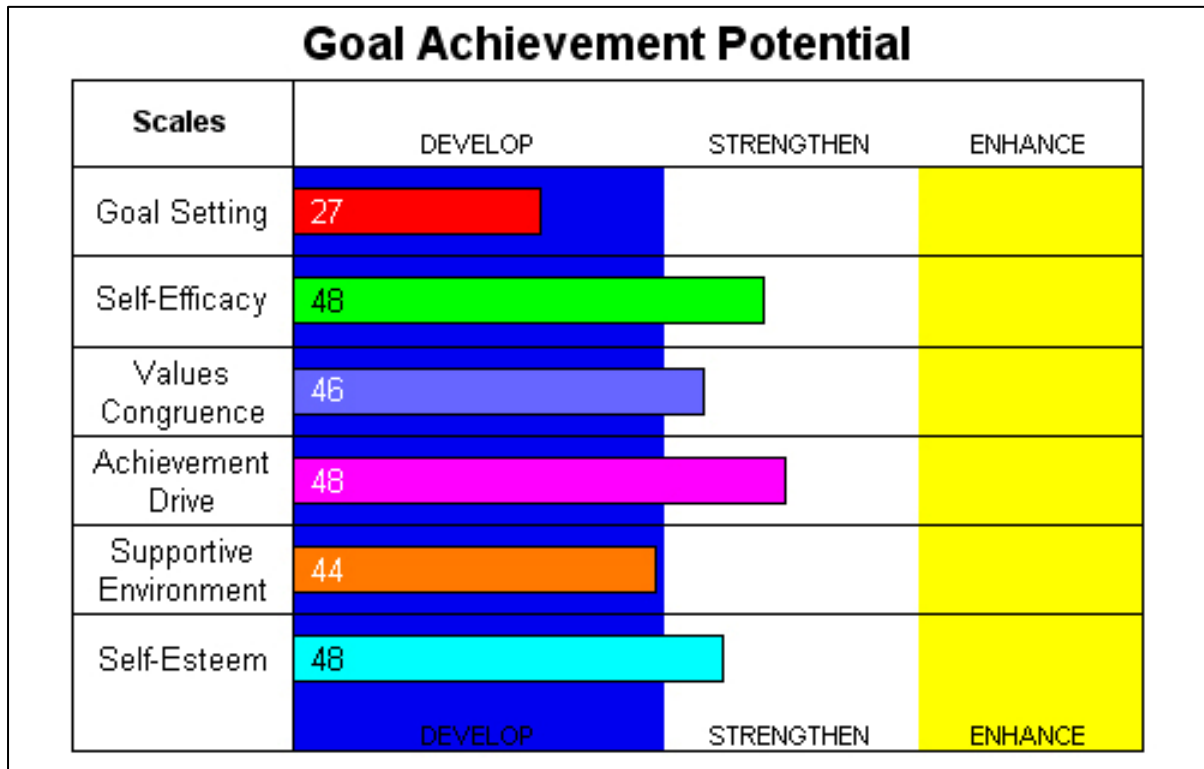 Goal Achievement Potential
Scales
DEVELOP STRENGTHEN ENHANCE
Goal Setting 27
Self-Efficacy 48
Values
Congruence 46
Achievement
Drive 48
Supportive
Environment 44
Self-Esteem 48
DEVELOP STRENGTHEN ENHANCE